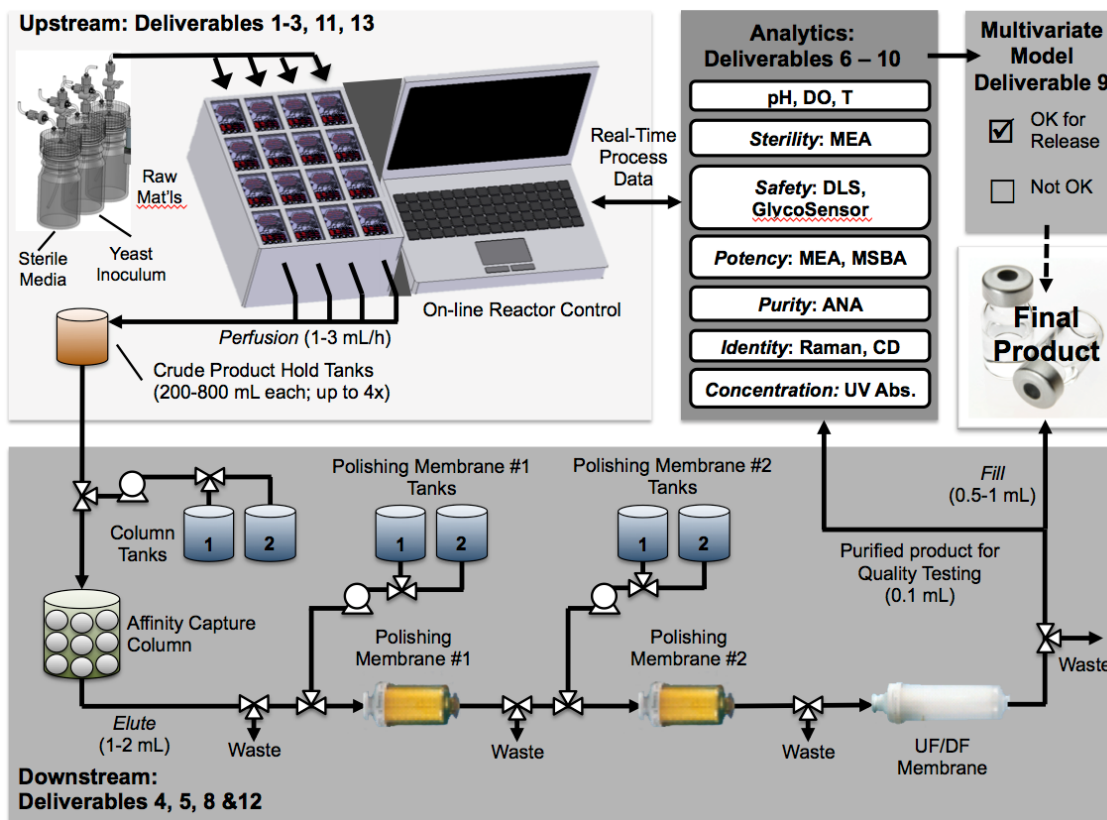 Upstream: Deliverables 1-3, 11, 13
Raw
Mat'ls
Sterile
Media
Yeast
Inoculum
On-line Reactor Control
Real-Time
Process
Data
Perfusion (1-3 mL/h)
Crude Product Hold Tanks
(200-800 mL each; up to 4x)
Analytics:
Deliverables 6 – 10
pH, DO, T
Sterility: MEA
Safety: DLS,
GlycoSensor
Potency: MEA, MSBA
Purity: ANA
Identity: Raman, CD
Concentration: UV Abs.
Multivariate
Model
Deliverable 9
OK for
Release
Not OK
Final
Product
Fill
(0.5-1 mL)
Purified product for
Quality Testing
(0.1 mL)
Waste
Column
Tanks
1
2
Polishing Membrane #1
Tanks
1
2
Polishing Membrane #2
Tanks
1
2
Affinity Capture
Column
Polishing
Membrane #1
Polishing
Membrane #2
Elute
(1-2 mL)
Waste
Waste
Waste
UF/DF
Membrane
Downstream:
Deliverables 4, 5, 8 &12